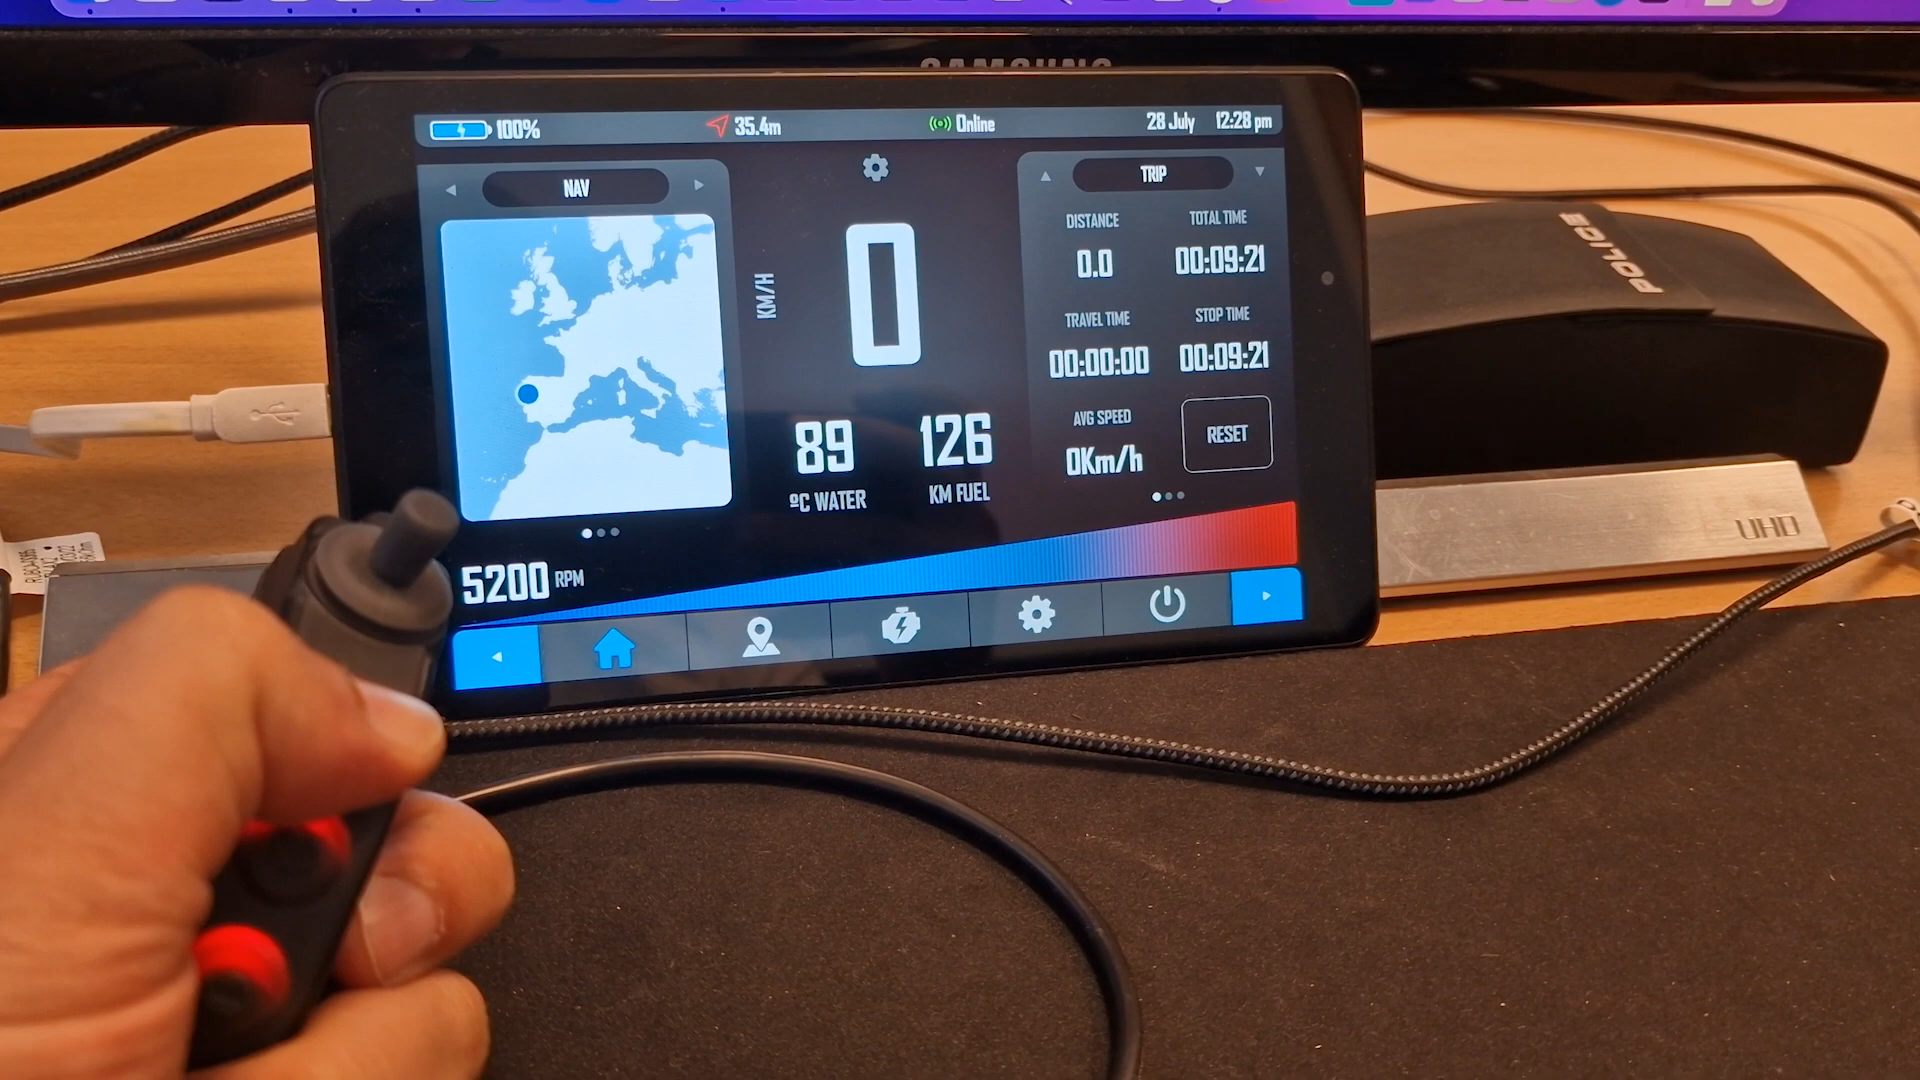 SAMSUNG
100%
35.4m
Online
28 July
12:28 pm
NAV
KM/H
0
89
ºC WATER
126
KM FUEL
TRIP
DISTANCE
TOTAL TIME
0.0
00:09:21
TRAVEL TIME
STOP TIME
00:00:00
00:09:21
AVG SPEED
0Km/h
RESET
5200 RPM
POLICE
UHD